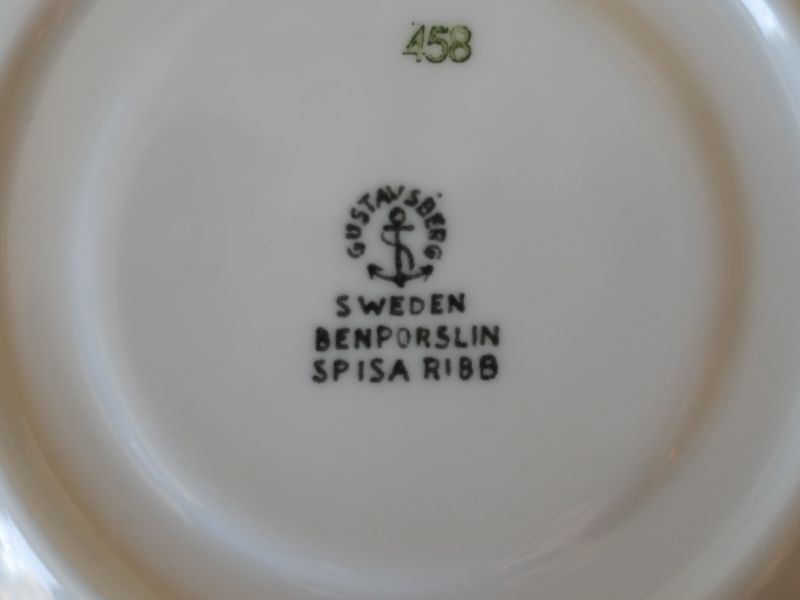 458
GUSTAVSBERG
SWEDEN
BENPORSLIN
SPISA RIBB